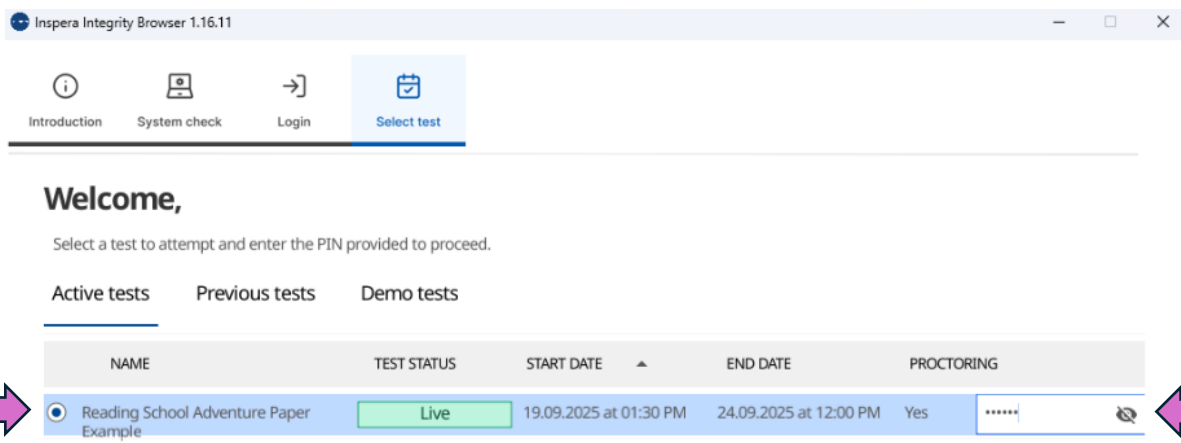 Inspera Integrity Browser 1.16.11
Introduction System check Login Select test
Welcome,
Select a test to attempt and enter the PIN provided to proceed.
Active tests Previous tests Demo tests
NAME TEST STATUS START DATE END DATE PROCTORING
Reading School Adventure Paper Live 19.09.2025 at 01:30 PM 24.09.2025 at 12:00 PM Yes ••••••
Example